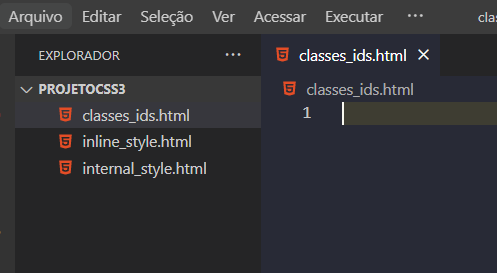 Arquivo Editar Seleção Ver Acessar Executar ··· clas
EXPLORADOR ···
PROJETOCSS3
classes_ids.html
inline_style.html
internal_style.html
classes_ids.html
classes_ids.html
1